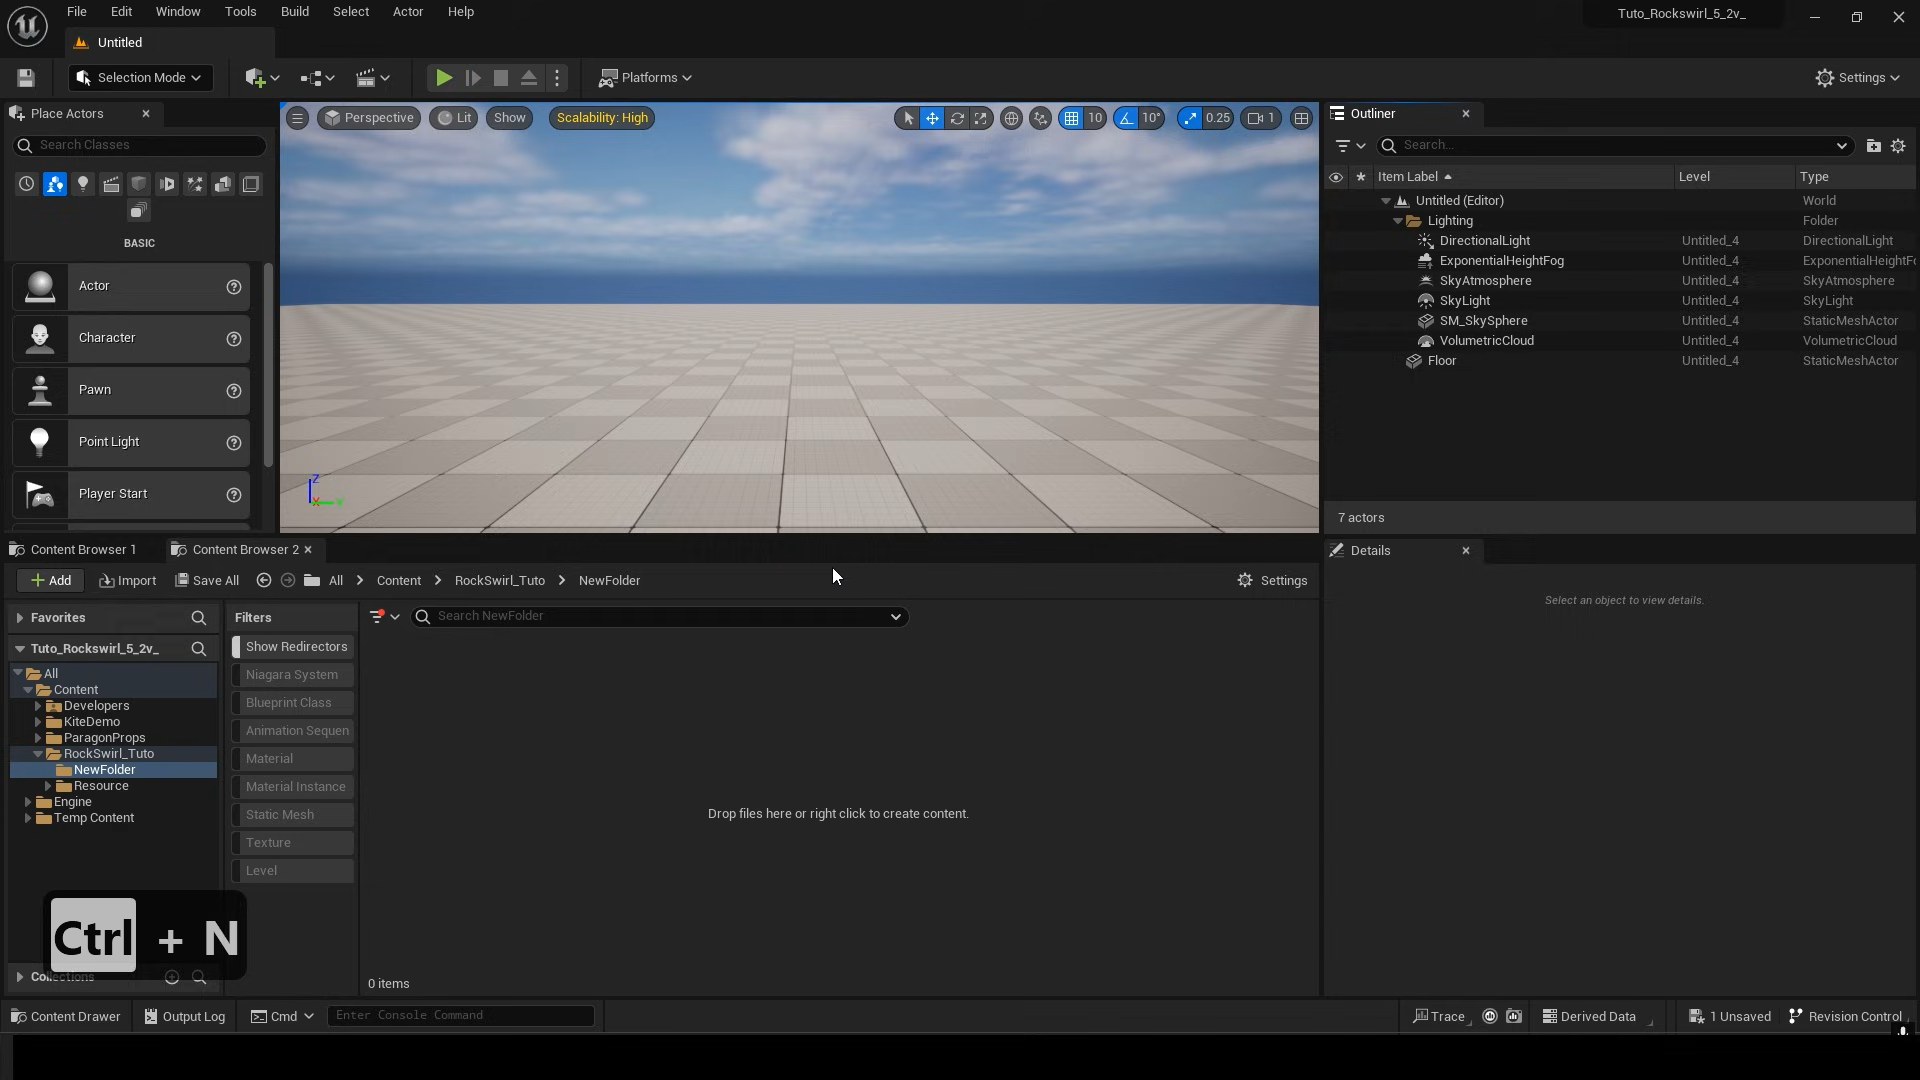 File Edit Window Tools Build Select Actor Help
Tuto_Rockswirl_5_2v_
Untitled
Selection Mode
Platforms
Settings
Place Actors
Search Classes
BASIC
Actor
Character
Pawn
Point Light
Player Start
Perspective Lit Show Scalability: High
10 10° 0.25 1
Z
X Y
Outliner
Search...
Item Label Level Type
Untitled (Editor) World
Lighting Folder
DirectionalLight Untitled_4 DirectionalLight
ExponentialHeightFog Untitled_4 ExponentialHeightFo
SkyAtmosphere Untitled_4 SkyAtmosphere
SkyLight Untitled_4 SkyLight
SM_SkySphere Untitled_4 StaticMeshActor
VolumetricCloud Untitled_4 VolumetricCloud
Floor Untitled_4 StaticMeshActor
7 actors
Details
Select an object to view details.
Content Browser 1 Content Browser 2
Add Import Save All All Content RockSwirl_Tuto NewFolder Settings
Favorites
Tuto_Rockswirl_5_2v_
All
Content
Developers
KiteDemo
ParagonProps
RockSwirl_Tuto
NewFolder
Resource
Engine
Temp Content
Collections
Filters
Show Redirectors
Niagara System
Blueprint Class
Animation Sequen
Material
Material Instance
Static Mesh
Texture
Level
Search NewFolder
Drop files here or right click to create content.
0 items
Ctrl + N
Content Drawer Output Log Cmd Enter Console Command
Trace Derived Data 1 Unsaved Revision Control